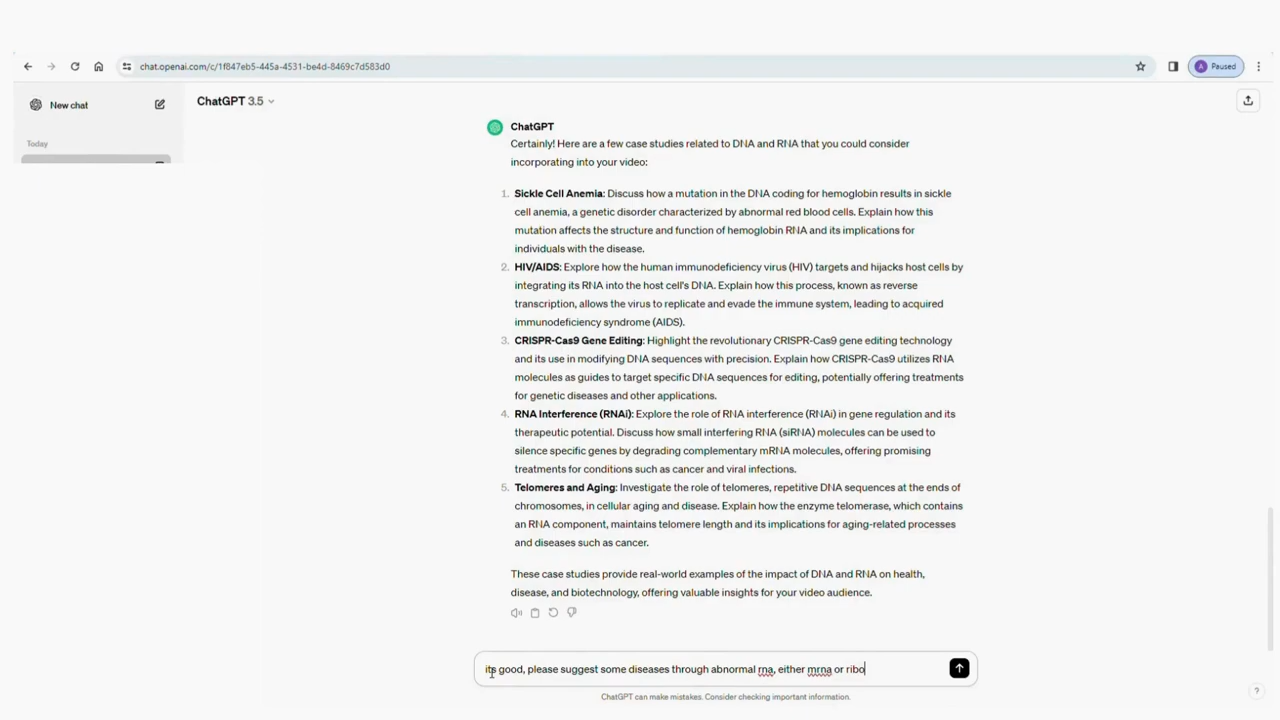 chat.openai.com/c/1f847eb5-445a-4531-be4d-8469c7d583d0
A Paused
New chat
ChatGPT 3.5
Today
ChatGPT
Certainly! Here are a few case studies related to DNA and RNA that you could consider
incorporating into your video:
1. Sickle Cell Anemia: Discuss how a mutation in the DNA coding for hemoglobin results in sickle
cell anemia, a genetic disorder characterized by abnormal red blood cells. Explain how this
mutation affects the structure and function of hemoglobin RNA and its implications for
individuals with the disease.
2. HIV/AIDS: Explore how the human immunodeficiency virus (HIV) targets and hijacks host cells by
integrating its RNA into the host cell's DNA. Explain how this process, known as reverse
transcription, allows the virus to replicate and evade the immune system, leading to acquired
immunodeficiency syndrome (AIDS).
3. CRISPR-Cas9 Gene Editing: Highlight the revolutionary CRISPR-Cas9 gene editing technology
and its use in modifying DNA sequences with precision. Explain how CRISPR-Cas9 utilizes RNA
molecules as guides to target specific DNA sequences for editing, potentially offering treatments
for genetic diseases and other applications.
4. RNA Interference (RNAi): Explore the role of RNA interference (RNAi) in gene regulation and its
therapeutic potential. Discuss how small interfering RNA (siRNA) molecules can be used to
silence specific genes by degrading complementary mRNA molecules, offering promising
treatments for conditions such as cancer and viral infections.
5. Telomeres and Aging: Investigate the role of telomeres, repetitive DNA sequences at the ends of
chromosomes, in cellular aging and disease. Explain how the enzyme telomerase, which contains
an RNA component, maintains telomere length and its implications for aging-related processes
and diseases such as cancer.
These case studies provide real-world examples of the impact of DNA and RNA on health,
disease, and biotechnology, offering valuable insights for your video audience.
its good, please suggest some diseases through abnormal rna, either mrna or ribo
ChatGPT can make mistakes. Consider checking important information.
?